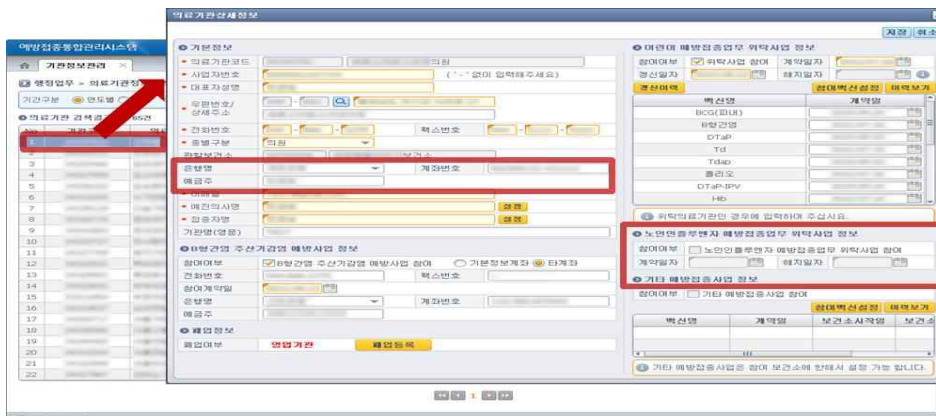 의료기관상세정보
저장 취소
예방접종통합관리시스템
기관정보관리
행정업무 > 의료기관정
기간구분 연도별
의료기관 검색결
65건
No
1
2
3
4
5
6
7
8
9
10
11
12
13
14
15
16
17
18
19
20
21
22
기본정보
의료기관코드 의원
사업자번호 ( '-' 없이 입력해주세요)
대표자성명
우편번호/
상세주소
전화번호 팩스번호
종별구분 의원
관할보건소 보건소
은행명 계좌번호
예금주
이메일
예진의사명 설정
접종자명 설정
기관명(영문)
B형간염 주산기감염 예방사업 정보
참여여부 B형간염 주산기감염 예방사업 참여 기본정보계좌 타계좌
전화번호 팩스번호
참여계약일
은행명 계좌번호
예금주
폐업정보
폐업여부 영업기관 폐업등록
어린이 예방접종업무 위탁사업 정보
참여여부 위탁사업 참여 계약일자
갱신일자 해지일자
갱신이력 참여백신설정 이력보기
백신명 계약일
BCG(피내)
B형간염
DTaP
Td
Tdap
폴리오
DTaP-IPV
Hib
위탁의료기관인 경우에 입력하여 주십시요.
노인인플루엔자 예방접종업무 위탁사업 정보
참여여부 노인인플루엔자 예방접종업무 위탁사업 참여
계약일자 해지일자
기타 예방접종사업 정보
참여여부 기타 예방접종사업 참여
참여백신설정 이력보기
백신명 계약일 보건소시작일 보건소
기타 예방접종사업은 참여 보건소에 한해서 설정 가능 합니다.
1